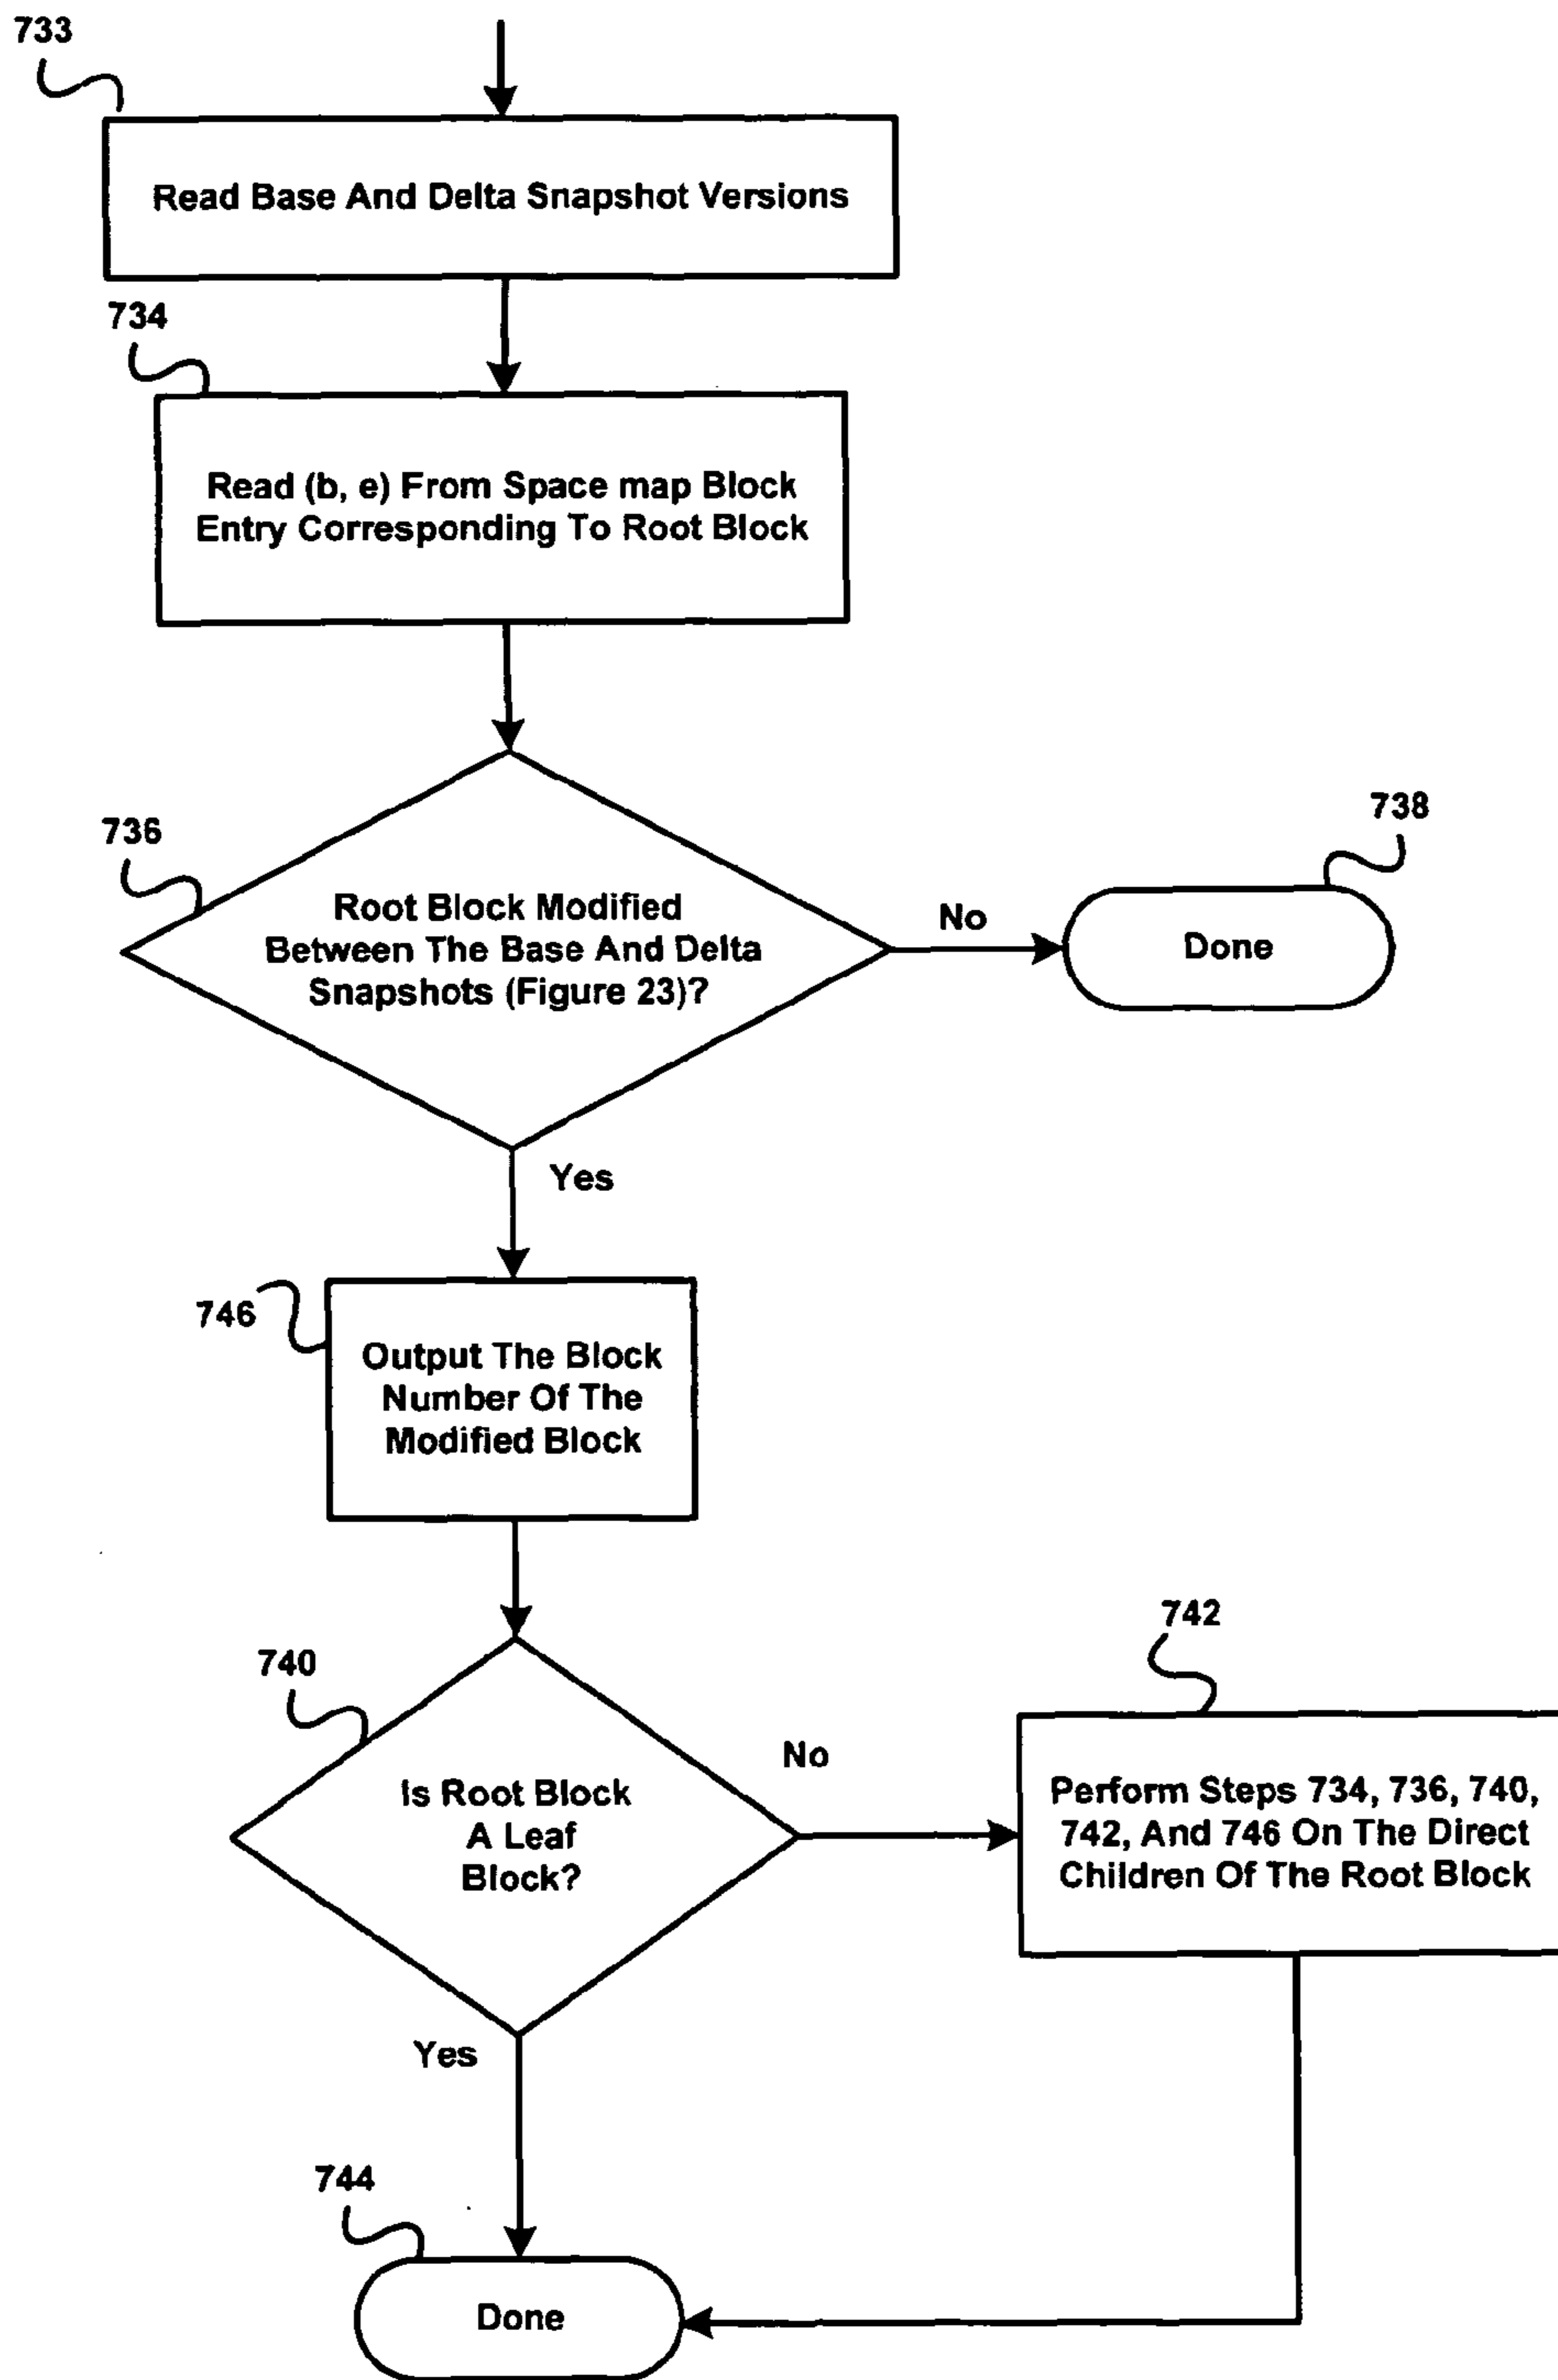 733
Read Base And Delta Snapshot Versions
734
Read (b, e) From Space map Block
Entry Corresponding To Root Block
736
738
Root Block Modified
Between The Base And Delta
Snapshots (Figure 23)?
No
Done
Yes
746
Output The Block
Number Of The
Modified Block
742
740
No
Is Root Block
A Leaf
Block?
Perform Steps 734, 736, 740,
742, And 746 On The Direct
Children Of The Root Block
Yes
744
Done